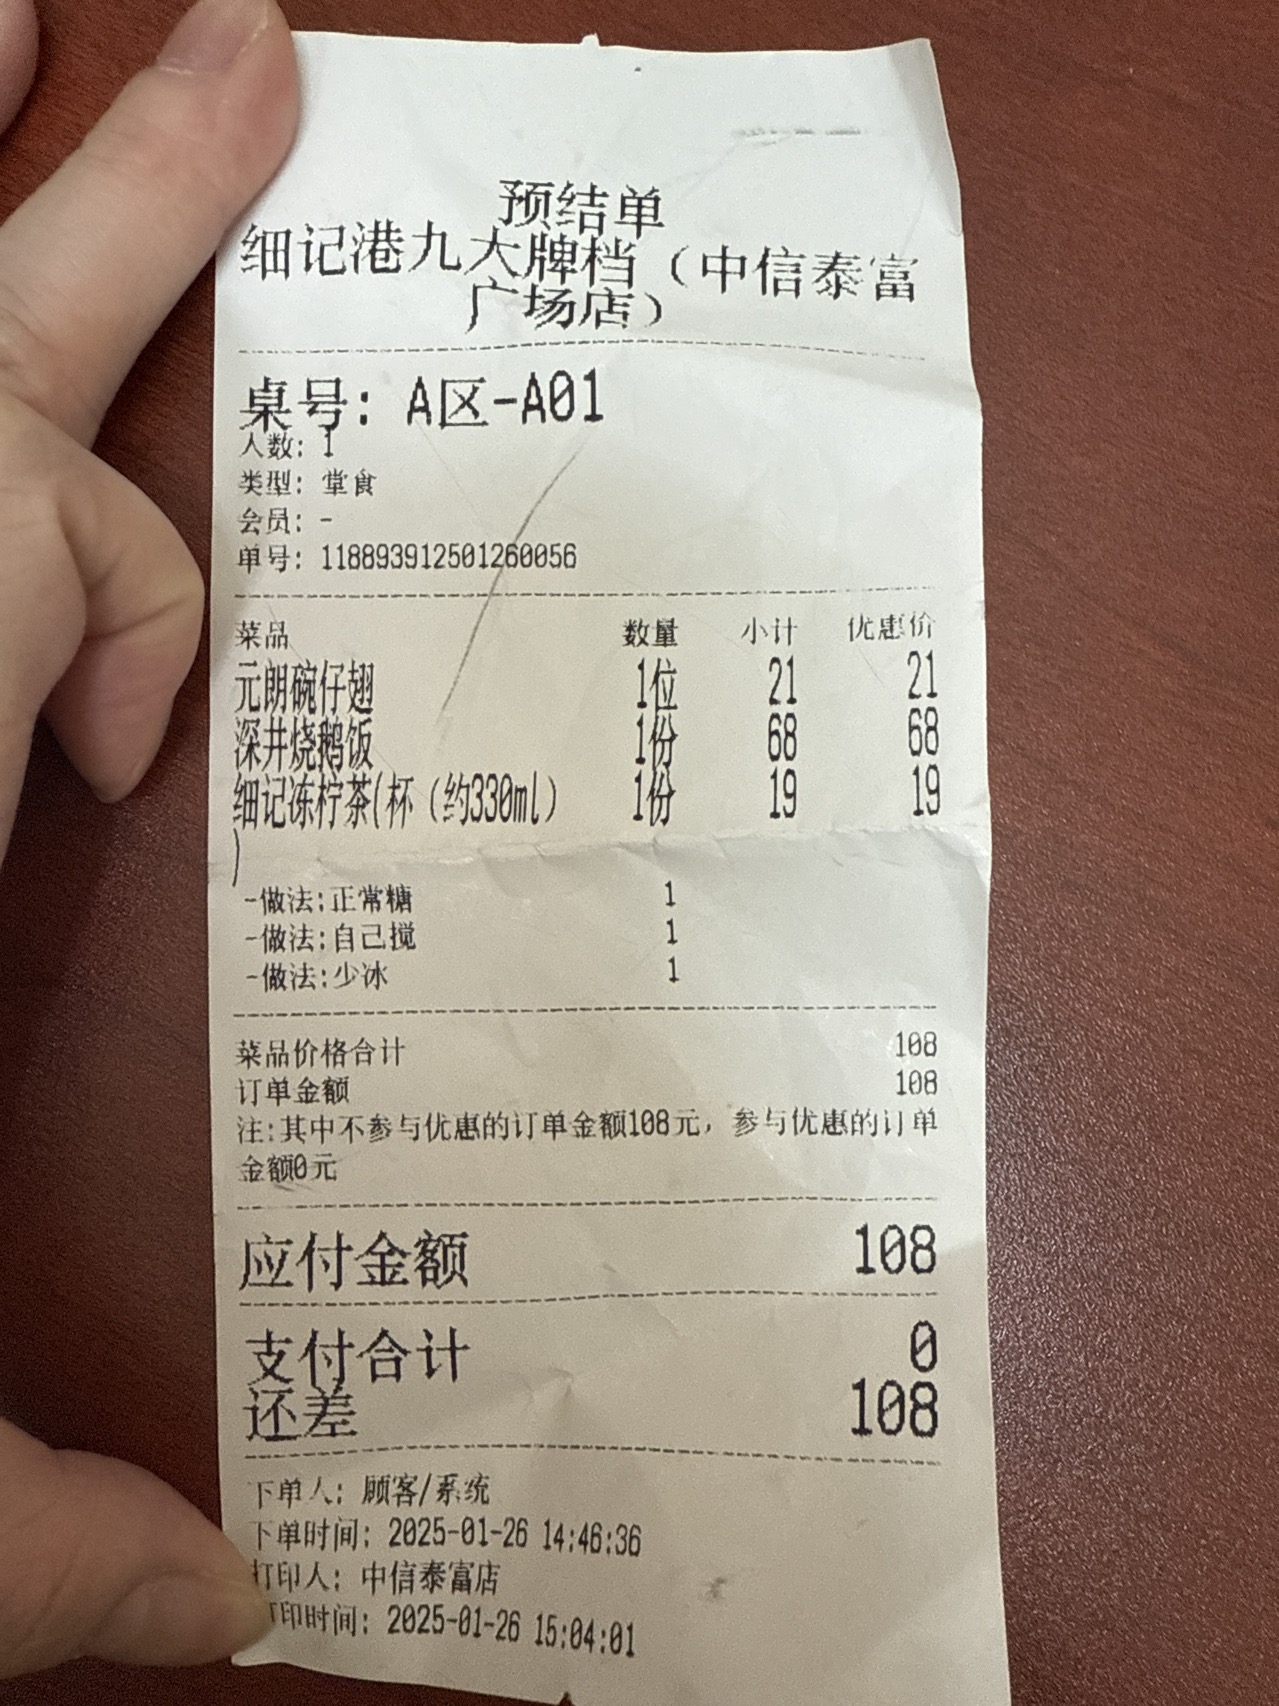 预结单
细记港九大牌档（中信泰富
广场店）
桌号: A区-A01
人数: 1
类型: 堂食
会员: -
单号: 118893912501260056
菜品 数量 小计 优惠价
元朗碗仔翅 1位 21 21
深井烧鹅饭 1份 68 68
细记冻柠茶(杯（约330ml） 1份 19 19
)
-做法:正常糖 1
-做法:自己搅 1
-做法:少冰 1
菜品价格合计 108
订单金额 108
注:其中不参与优惠的订单金额108元，参与优惠的订单
金额0元
应付金额 108
支付合计 0
还差 108
下单人: 顾客/系统
下单时间: 2025-01-26 14:46:36
打印人: 中信泰富店
打印时间: 2025-01-26 15:04:01